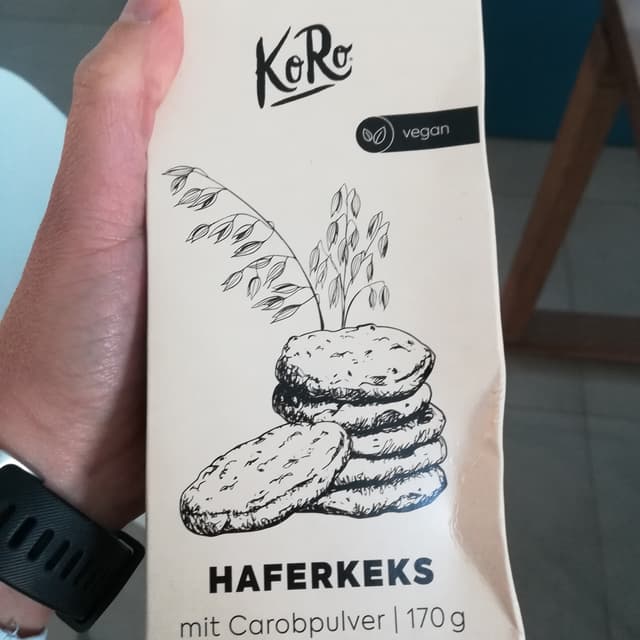 KoRo
vegan
HAFERKEKS
mit Carobpulver | 170 g